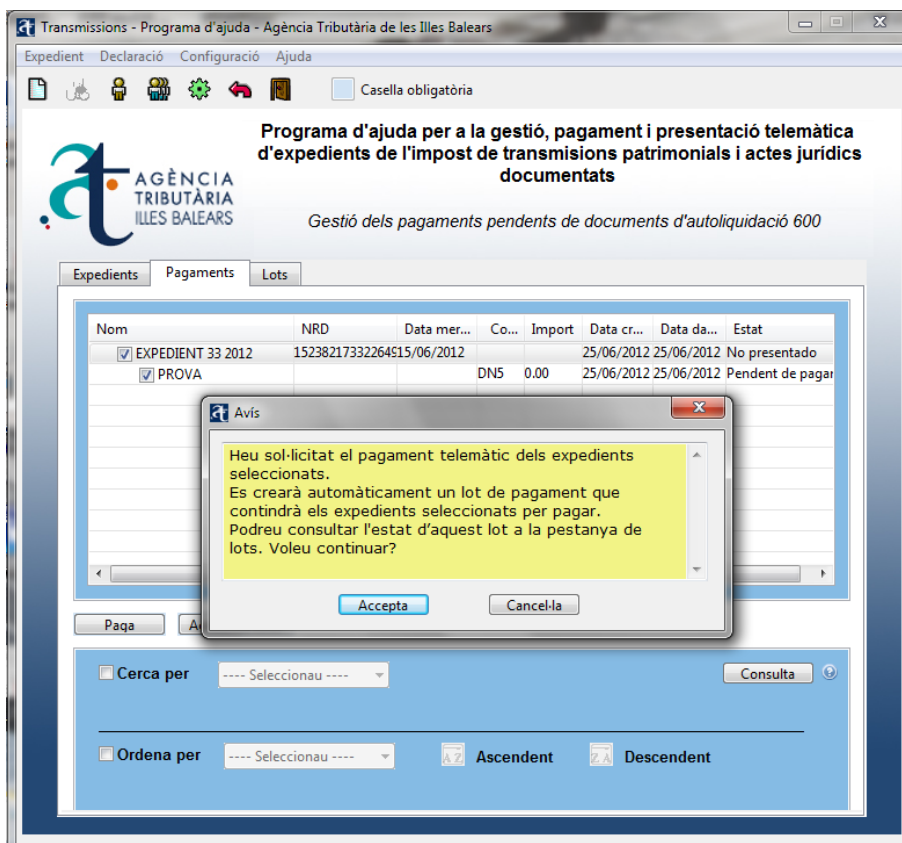 Transmissions - Programa d'ajuda - Agència Tributària de les Illes Balears
Expedient Declaració Configuració Ajuda
Casella obligatòria
Programa d'ajuda per a la gestió, pagament i presentació telemàtica
d'expedients de l'impost de transmisions patrimonials i actes jurídics
documentats
AGÈNCIA
TRIBUTÀRIA
ILLES BALEARS
Gestió dels pagaments pendents de documents d'autoliquidació 600
Expedients Pagaments Lots
Nom NRD Data mer... Co... Import Data cr... Data da... Estat
EXPEDIENT 33 2012 15238217332264915/06/2012 25/06/2012 25/06/2012 No presentado
PROVA DN5 0.00 25/06/2012 25/06/2012 Pendent de pagar
Avís
Heu sol·licitat el pagament telemàtic dels expedients
seleccionats.
Es crearà automàticament un lot de pagament que
contindrà els expedients seleccionats per pagar.
Podreu consultar l'estat d’aquest lot a la pestanya de
lots. Voleu continuar?
Accepta Cancel·la
Paga
Cerca per ---- Seleccionau ---- Consulta
Ordena per ---- Seleccionau ---- Ascendent Descendent